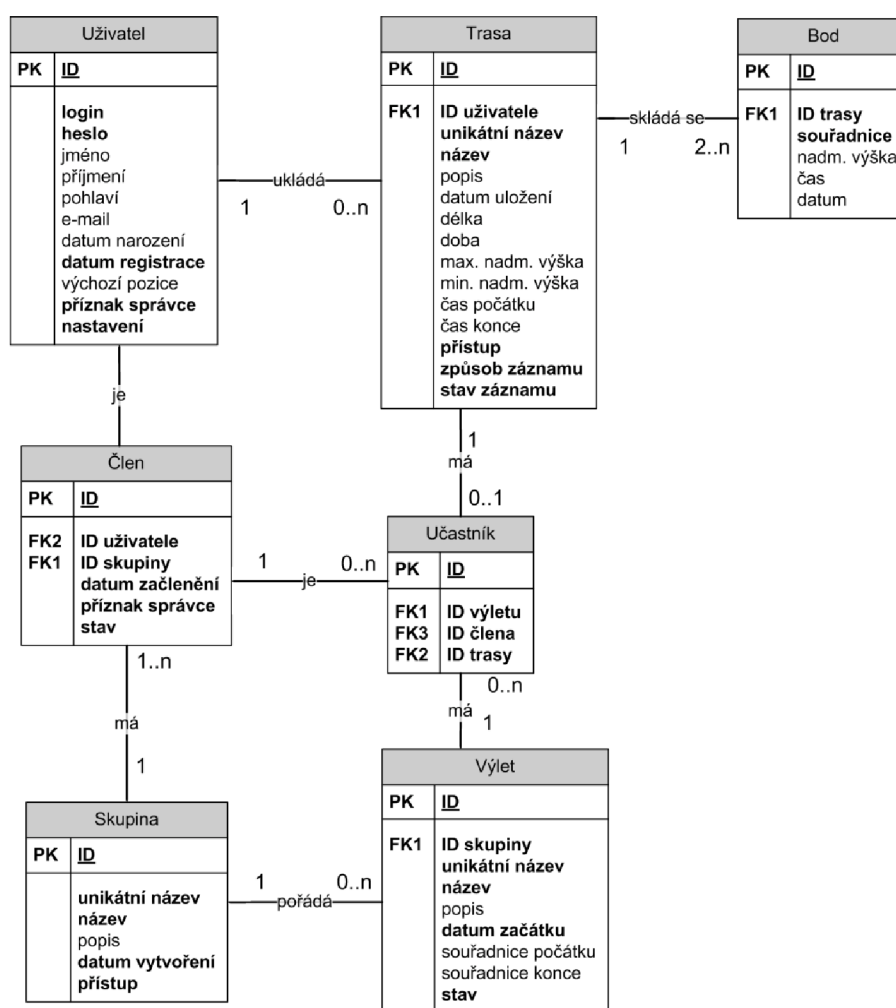 Uživatel
PK ID
login
heslo
jméno
příjmení
pohlaví
e-mail
datum narození
datum registrace
výchozí pozice
příznak správce
nastavení
ukládá
1
0..n
Trasa
PK ID
FK1 ID uživatele
unikátní název
název
popis
datum uložení
délka
doba
max. nadm. výška
min. nadm. výška
čas počátku
čas konce
přístup
způsob záznamu
stav záznamu
skládá se
1
2..n
Bod
PK ID
FK1 ID trasy
souřadnice
nadm. výška
čas
datum
je
1
má
0..1
Člen
PK ID
FK2 ID uživatele
FK1 ID skupiny
datum začlenění
příznak správce
stav
1
0..n
je
Učastník
PK ID
FK1 ID výletu
FK3 ID člena
FK2 ID trasy
1..n
má
1
0..n
má
1
Skupina
PK ID
unikátní název
název
popis
datum vytvoření
přístup
1
0..n
pořádá
Výlet
PK ID
FK1 ID skupiny
unikátní název
název
popis
datum začátku
souřadnice počátku
souřadnice konce
stav